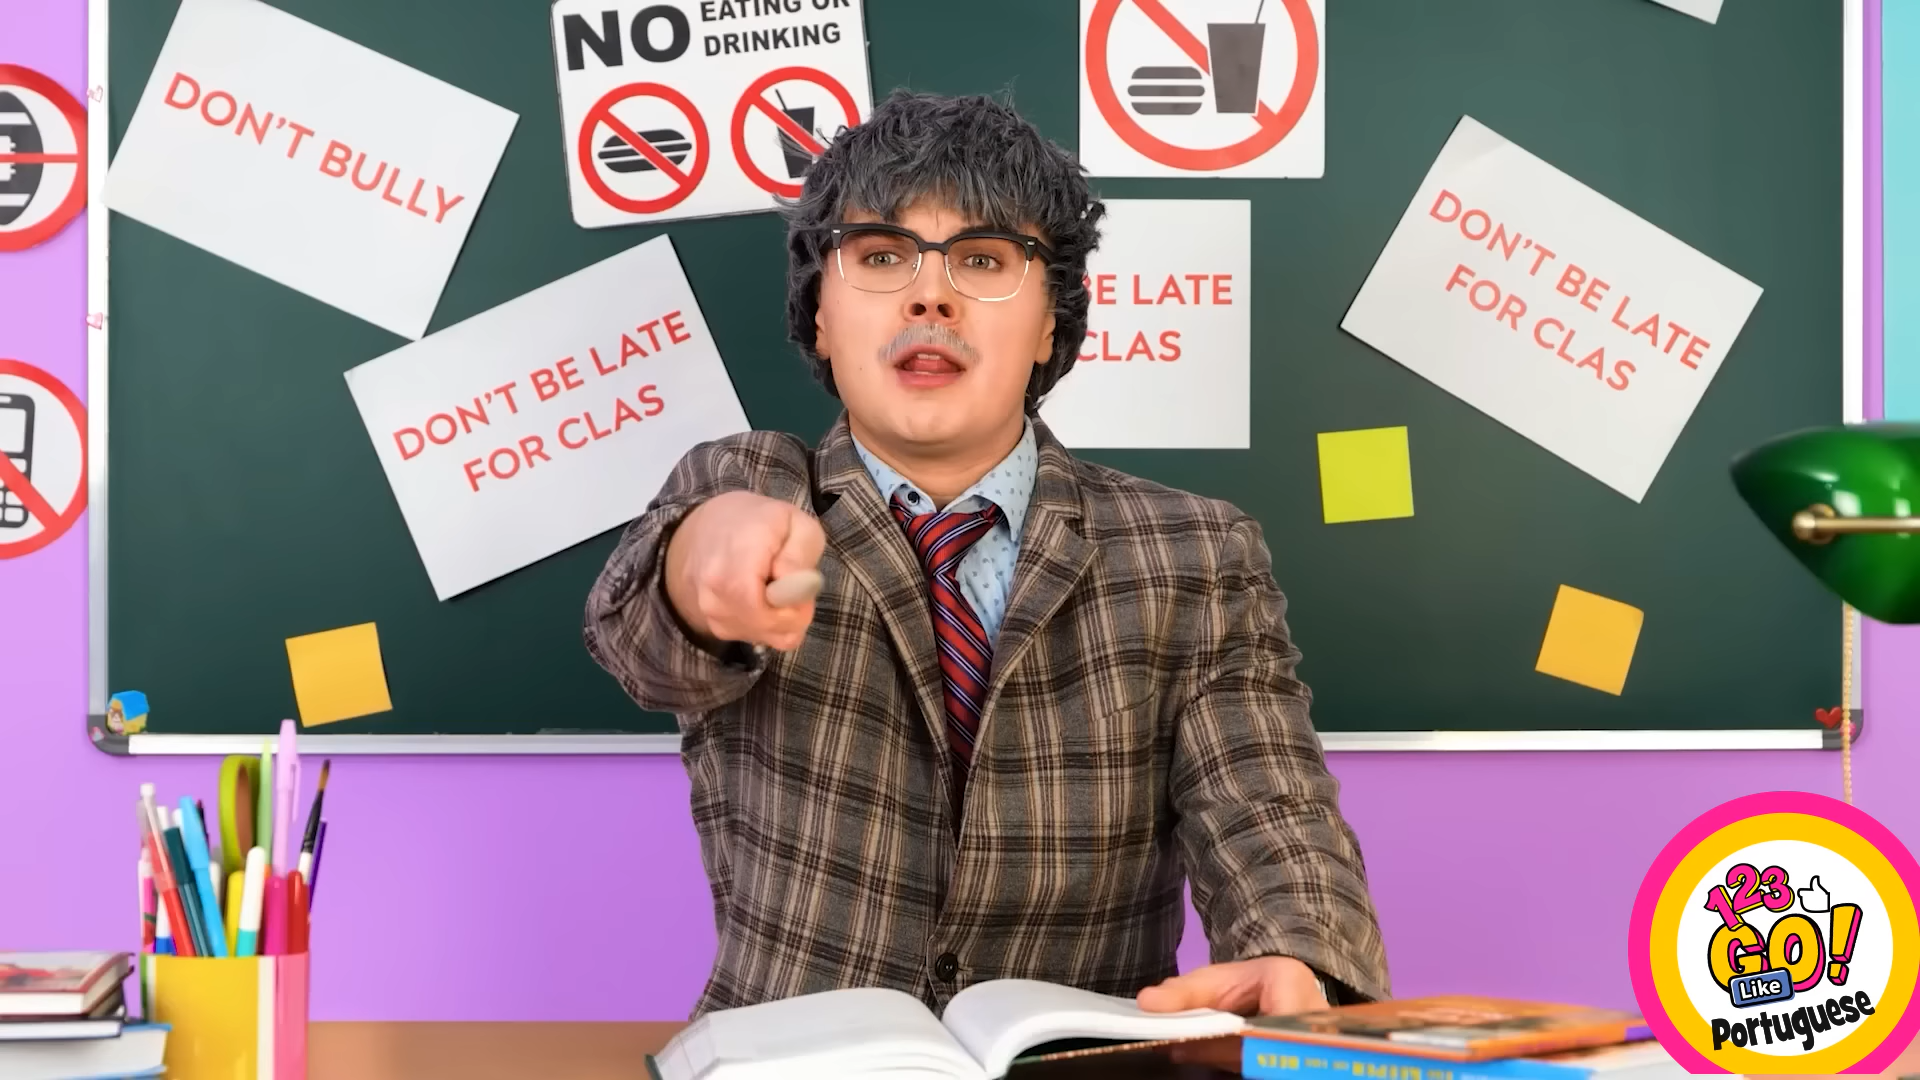 DON'T BULLY
NO EATING OR
DRINKING
DON'T BE LATE
FOR CLAS
BE LATE
CLAS
DON'T BE LATE
FOR CLAS
123
GO!
Like
Portuguese